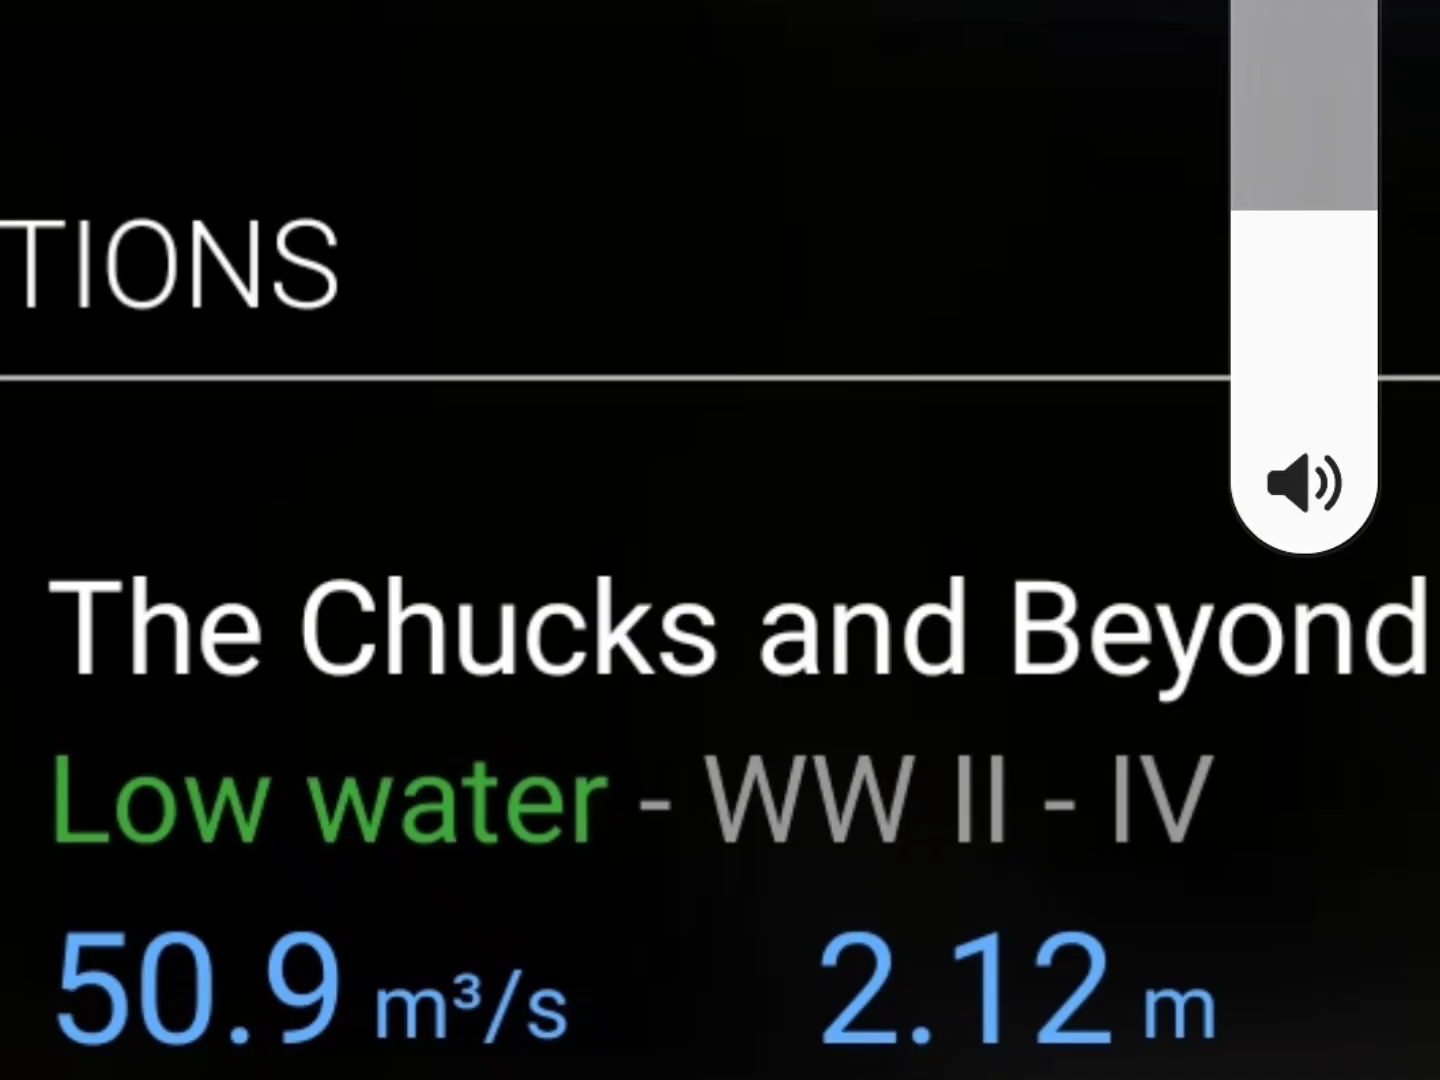 TIONS
The Chucks and Beyond
Low water - WW II - IV
50.9 m³/s 2.12 m